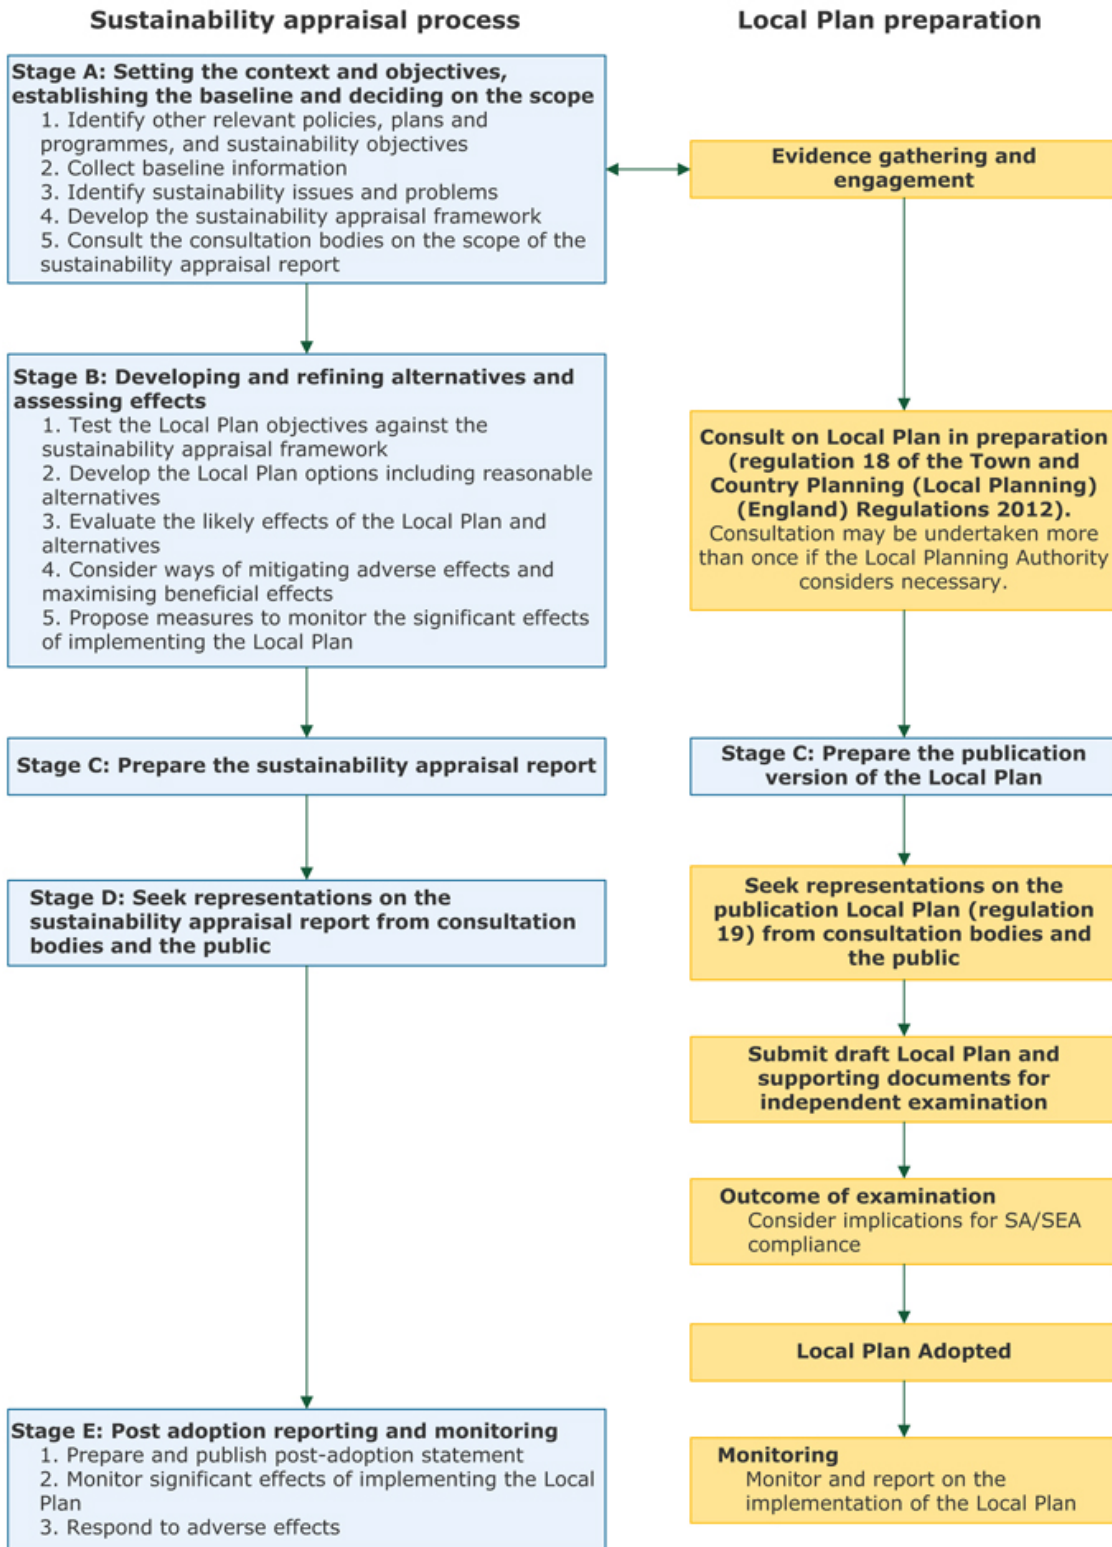 Sustainability appraisal process
Local Plan preparation
Stage A: Setting the context and objectives,
establishing the baseline and deciding on the scope
1. Identify other relevant policies, plans and
programmes, and sustainability objectives
2. Collect baseline information
3. Identify sustainability issues and problems
4. Develop the sustainability appraisal framework
5. Consult the consultation bodies on the scope of the
sustainability appraisal report
Evidence gathering and
engagement
Stage B: Developing and refining alternatives and
assessing effects
1. Test the Local Plan objectives against the
sustainability appraisal framework
2. Develop the Local Plan options including reasonable
alternatives
3. Evaluate the likely effects of the Local Plan and
alternatives
4. Consider ways of mitigating adverse effects and
maximising beneficial effects
5. Propose measures to monitor the significant effects
of implementing the Local Plan
Consult on Local Plan in preparation
(regulation 18 of the Town and
Country Planning (Local Planning)
(England) Regulations 2012).
Consultation may be undertaken more
than once if the Local Planning Authority
considers necessary.
Stage C: Prepare the sustainability appraisal report
Stage C: Prepare the publication
version of the Local Plan
Stage D: Seek representations on the
sustainability appraisal report from consultation
bodies and the public
Seek representations on the
publication Local Plan (regulation
19) from consultation bodies and
the public
Submit draft Local Plan and
supporting documents for
independent examination
Outcome of examination
Consider implications for SA/SEA
compliance
Local Plan Adopted
Stage E: Post adoption reporting and monitoring
1. Prepare and publish post-adoption statement
2. Monitor significant effects of implementing the Local
Plan
3. Respond to adverse effects
Monitoring
Monitor and report on the
implementation of the Local Plan